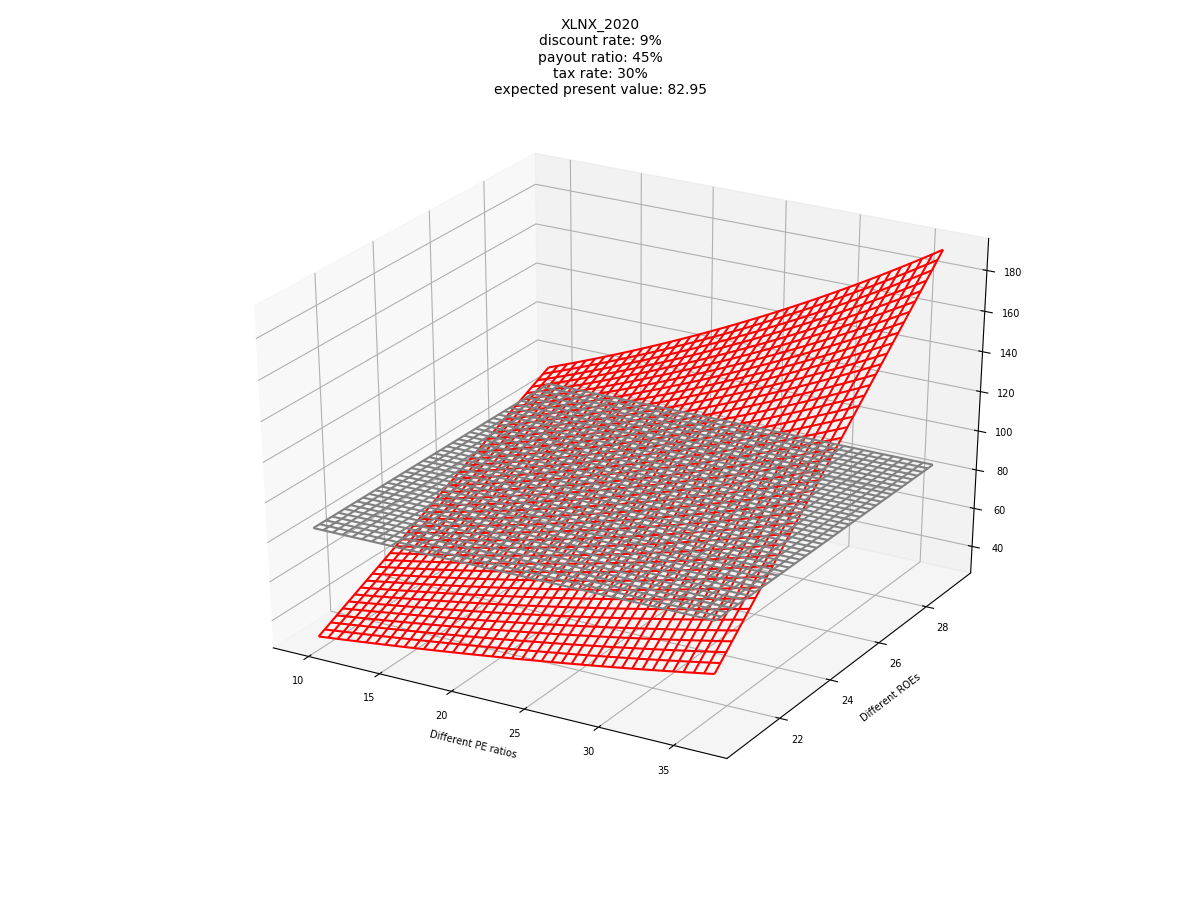 XLNX_2020
discount rate: 9%
payout ratio: 45%
tax rate: 30%
expected present value: 82.95
180
160
140
120
100
80
60
40
28
26
24
22
Different ROEs
10
15
20
25
30
35
Different PE ratios